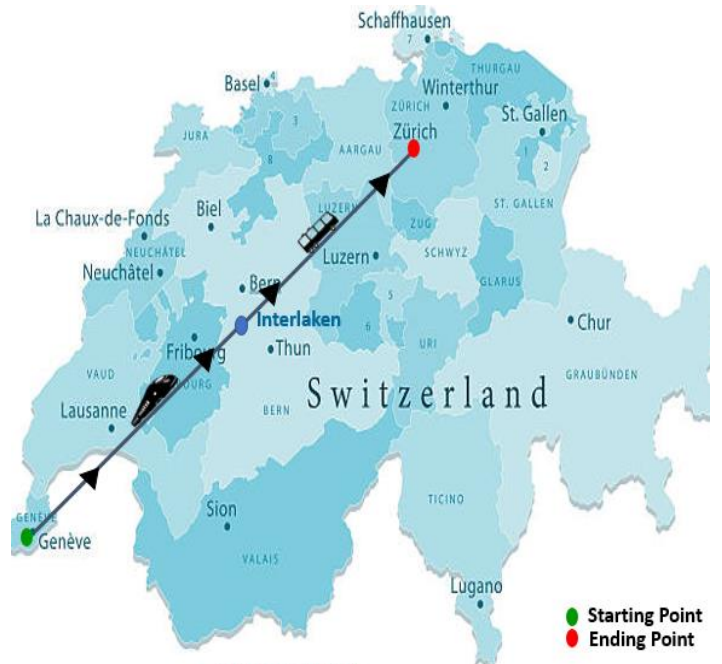 Schaffhausen
7
Basel
4
THURGAU
ZÜRICH
Winterthur
St. Gallen
Zürich
3
JURA
AARGAU
8
1
2
La Chaux-de-Fonds
Biel
LUZERN
ST. GALLEN
NEUCHÂTEL
ZUG
Neuchâtel
Luzern
SCHWYZ
Bern
GLARUS
5
Interlaken
6
Chur
Fribourg
Thun
URI
VAUD
GRAUBÜNDEN
BOURG
Switzerland
Lausanne
BERN
TICINO
Sion
GENÈVE
Genève
VALAIS
Lugano
Starting Point
Ending Point